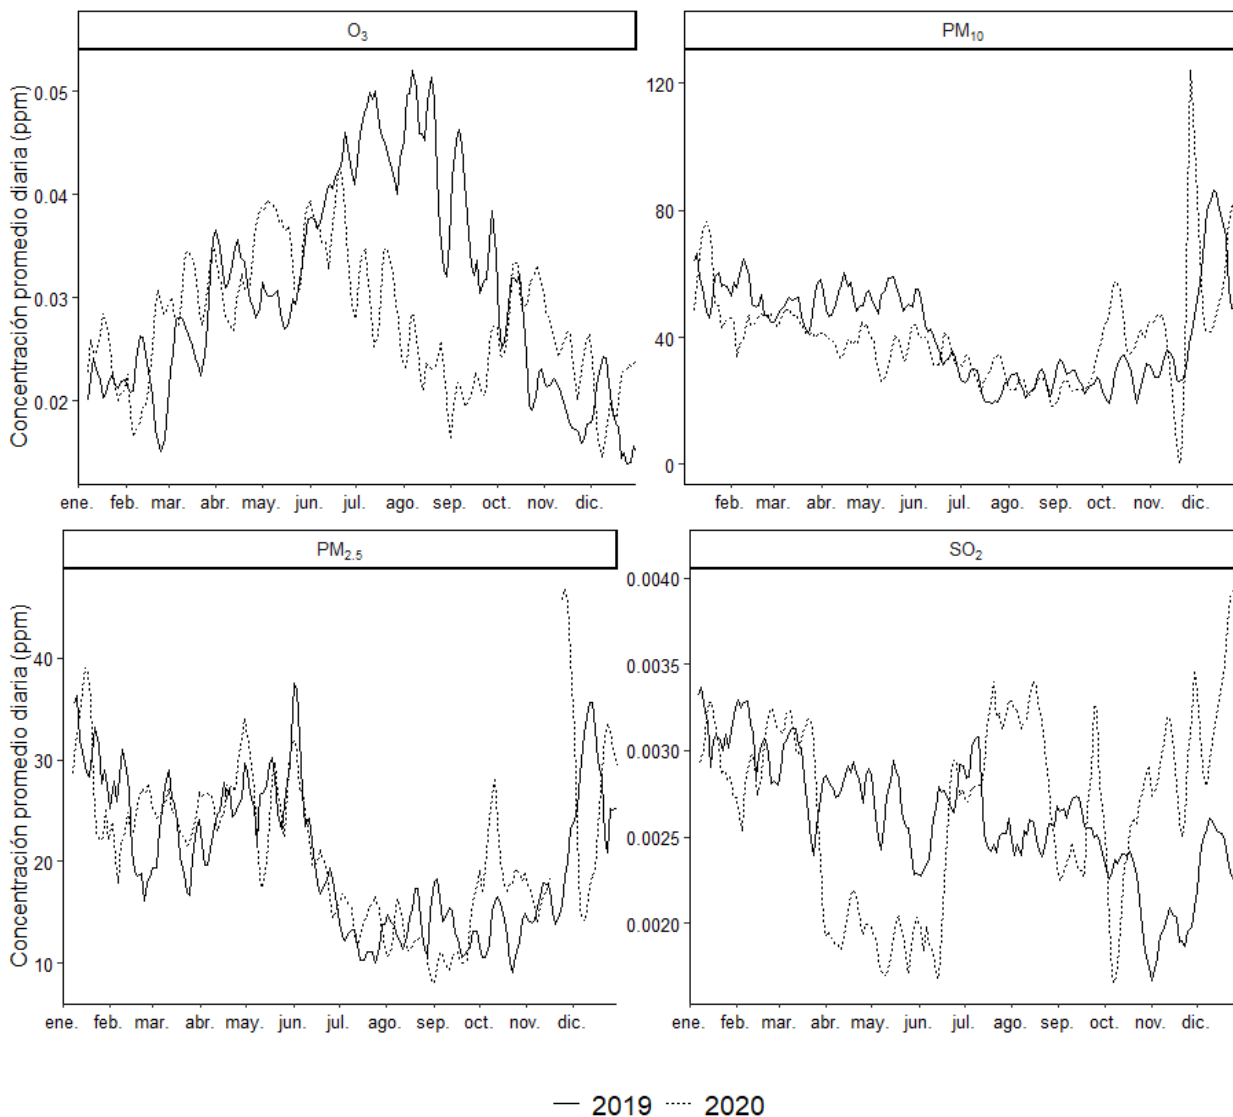 O₃
PM₁₀
Concentración promedio diaria (ppm)
0.05
0.04
0.03
0.02
120
80
40
0
ene. feb. mar. abr. may. jun. jul. ago. sep. oct. nov. dic.
feb. mar. abr. may. jun. jul. ago. sep. oct. nov. dic.
PM₂.₅
SO₂
Concentración promedio diaria (ppm)
40
30
20
10
0.0040
0.0035
0.0030
0.0025
0.0020
ene. feb. mar. abr. may. jun. jul. ago. sep. oct. nov. dic.
ene. feb. mar. abr. may. jun. jul. ago. sep. oct. nov. dic.
2019 2020